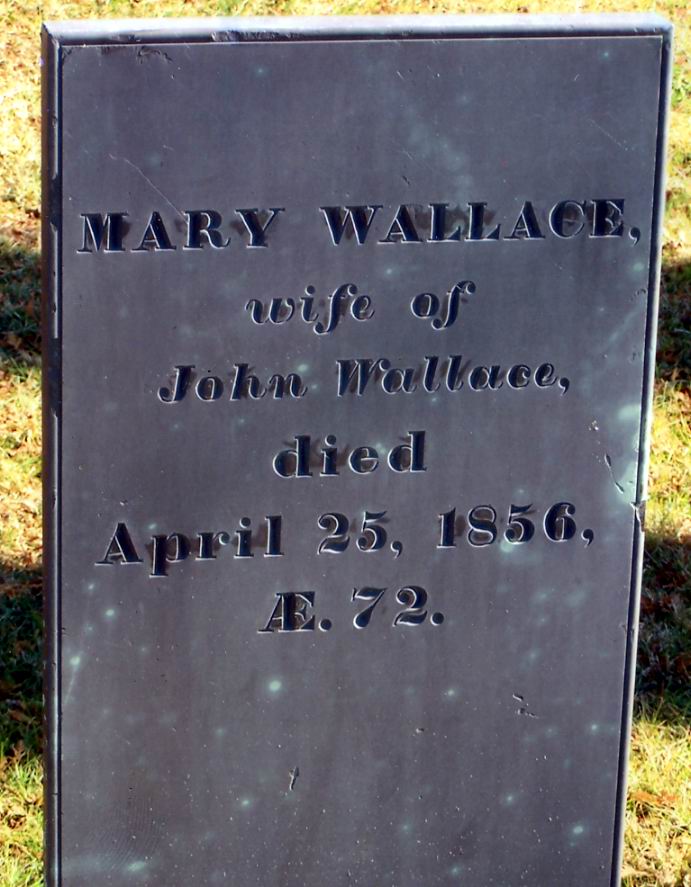 MARY WALLACE,
wife of
John Wallace,
died
April 25, 1856,
Æ. 72.